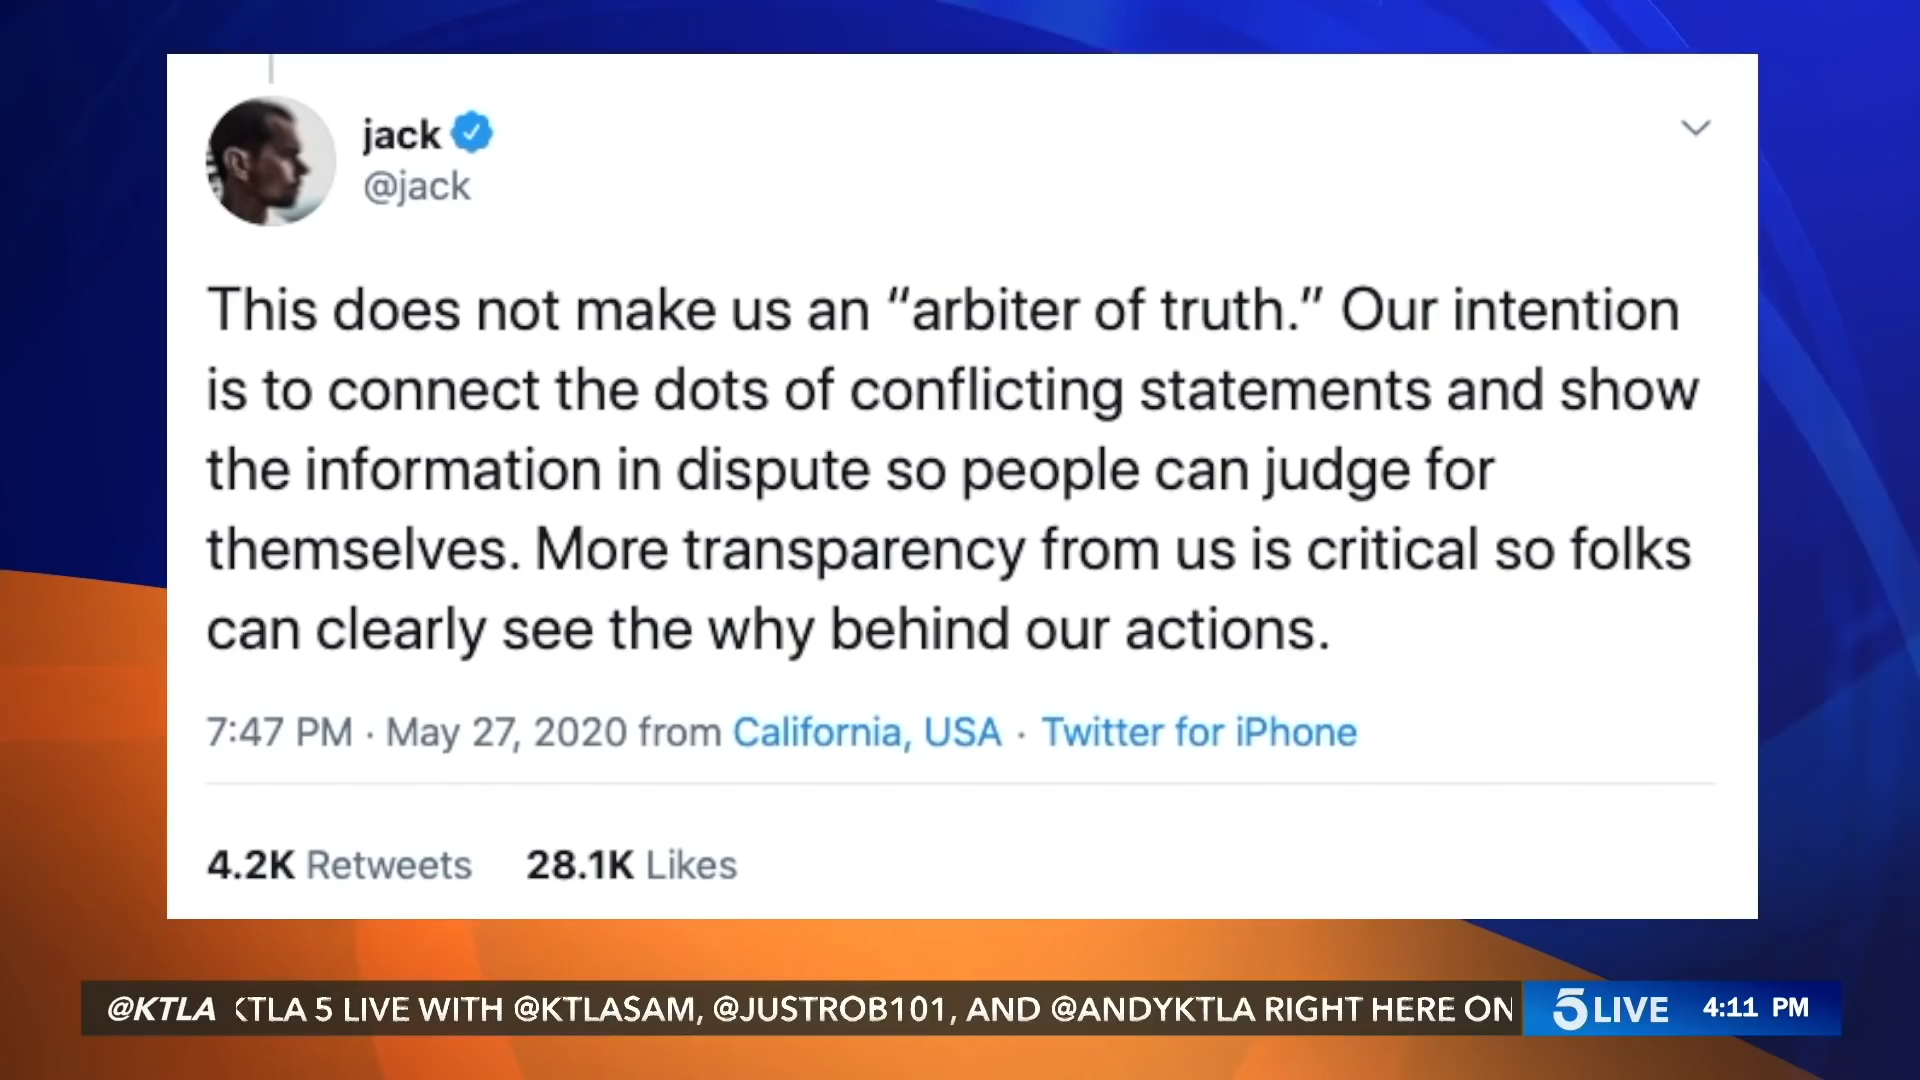 jack
@jack
This does not make us an “arbiter of truth.” Our intention
is to connect the dots of conflicting statements and show
the information in dispute so people can judge for
themselves. More transparency from us is critical so folks
can clearly see the why behind our actions.
7:47 PM · May 27, 2020 from California, USA · Twitter for iPhone
4.2K Retweets 28.1K Likes
@KTLA KTLA 5 LIVE WITH @KTLASAM, @JUSTROB101, AND @ANDYKTLA RIGHT HERE ON 5 LIVE 4:11 PM